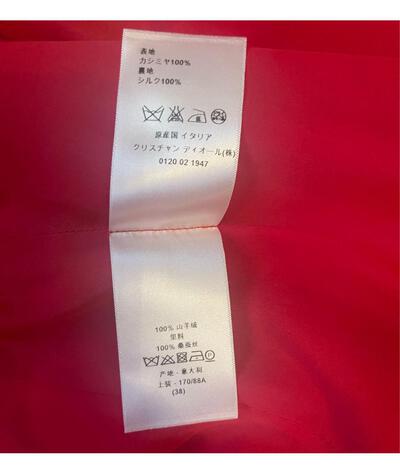 表地
カシミヤ100%
裏地
シルク100%
原産国 イタリア
クリスチャン ディオール(株)
0120 02 1947
100% 山羊绒
里料
100% 桑蚕丝
产地 - 意大利
上装 - 170/88A
(38)